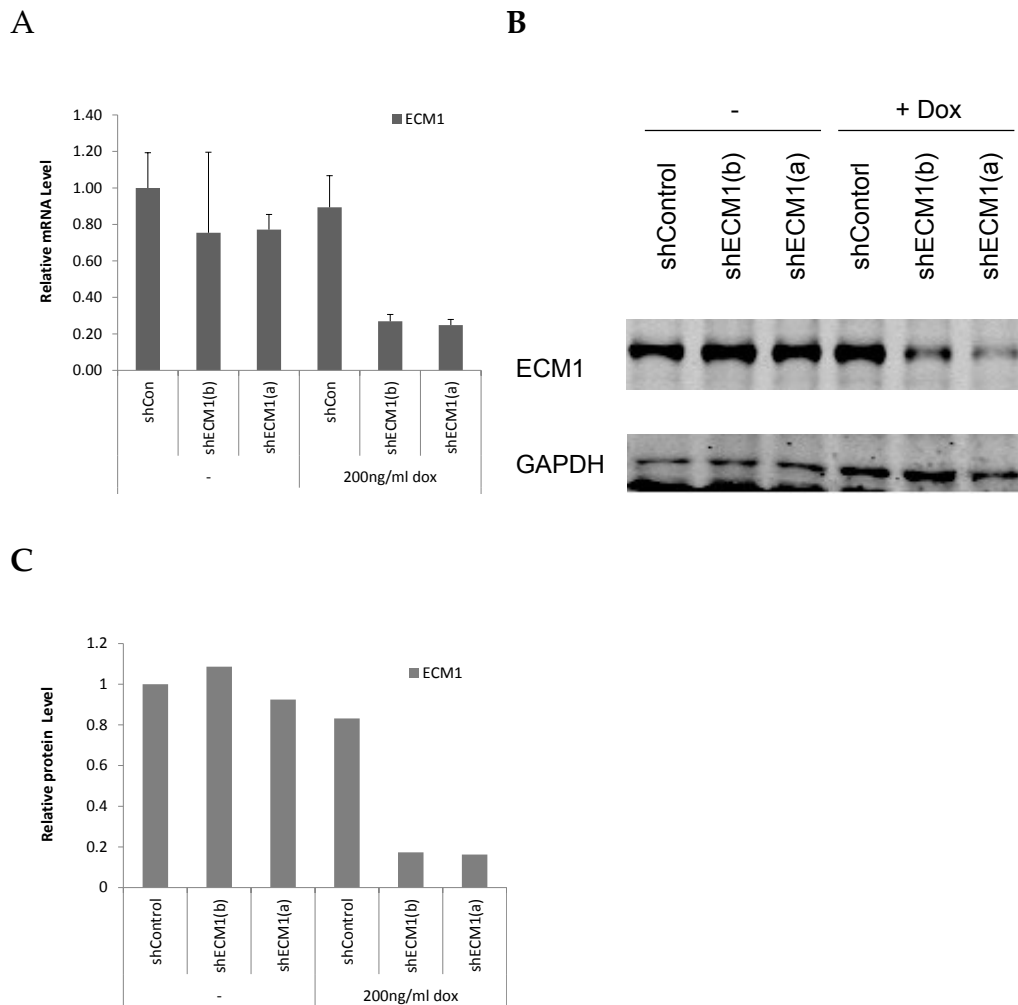 A
1.40
1.20
1.00
0.80
0.60
0.40
0.20
0.00
Relative mRNA Level
ECM1
shCon
shECM1(b)
shECM1(a)
shCon
shECM1(b)
shECM1(a)
-
200ng/ml dox
B
-
+ Dox
shControl
shECM1(b)
shECM1(a)
shContorl
shECM1(b)
shECM1(a)
ECM1
GAPDH
C
1.2
1
0.8
0.6
0.4
0.2
0
Relative protein Level
ECM1
shControl
shECM1(b)
shECM1(a)
shControl
shECM1(b)
shECM1(a)
-
200ng/ml dox